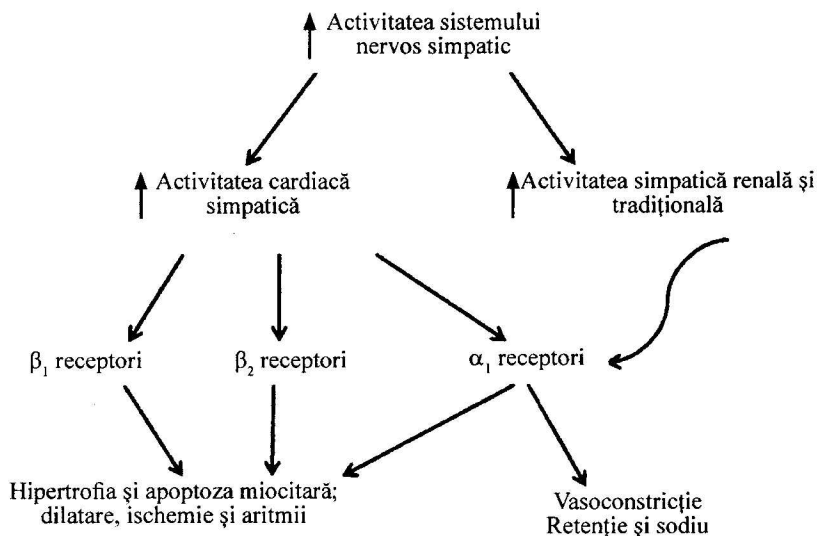 Activitatea sistemului
nervos simpatic
Activitatea cardiacă
simpatică
Activitatea simpatică renală şi
tradiţională
β₁ receptori
β₂ receptori
α₁ receptori
Hipertrofia şi apoptoza miocitară;
dilatare, ischemie şi aritmii
Vasoconstricţie
Retenţie şi sodiu